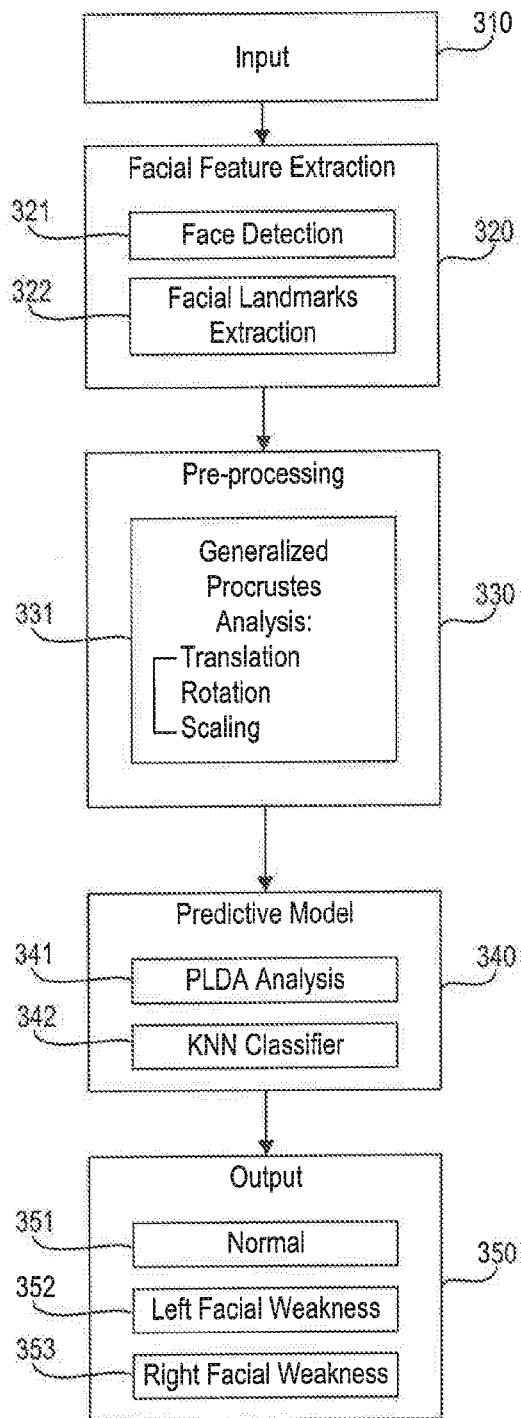 310
Input
Facial Feature Extraction
321
Face Detection
320
322
Facial Landmarks
Extraction
Pre-processing
Generalized
Procrustes
Analysis:
331
330
Translation
Rotation
Scaling
Predictive Model
341
PLDA Analysis
340
342
KNN Classifier
Output
351
Normal
350
352
Left Facial Weakness
353
Right Facial Weakness